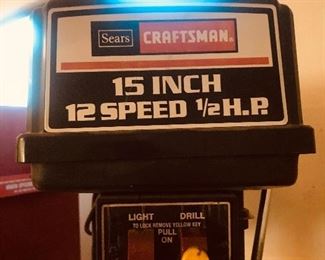 Sears CRAFTSMAN®
15 INCH
12 SPEED 1/2 H.P.
LIGHT DRILL
TO LOCK REMOVE YELLOW KEY
PULL
ON